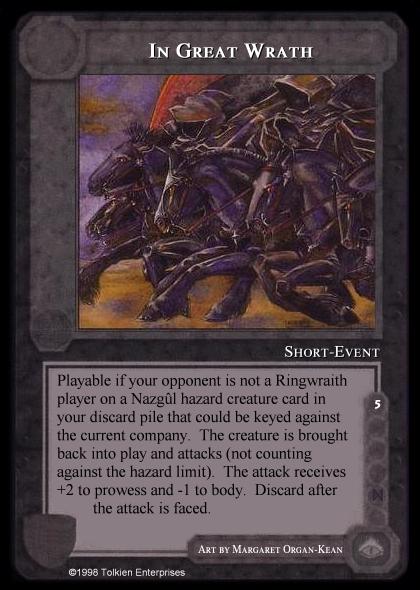 In Great Wrath
Short-Event
Playable if your opponent is not a Ringwraith
player on a Nazgûl hazard creature card in
5
your discard pile that could be keyed against
the current company. The creature is brought
back into play and attacks (not counting
against the hazard limit). The attack receives
+2 to prowess and -1 to body. Discard after
the attack is faced.
Art by Margaret Organ-Kean
©1998 Tolkien Enterprises